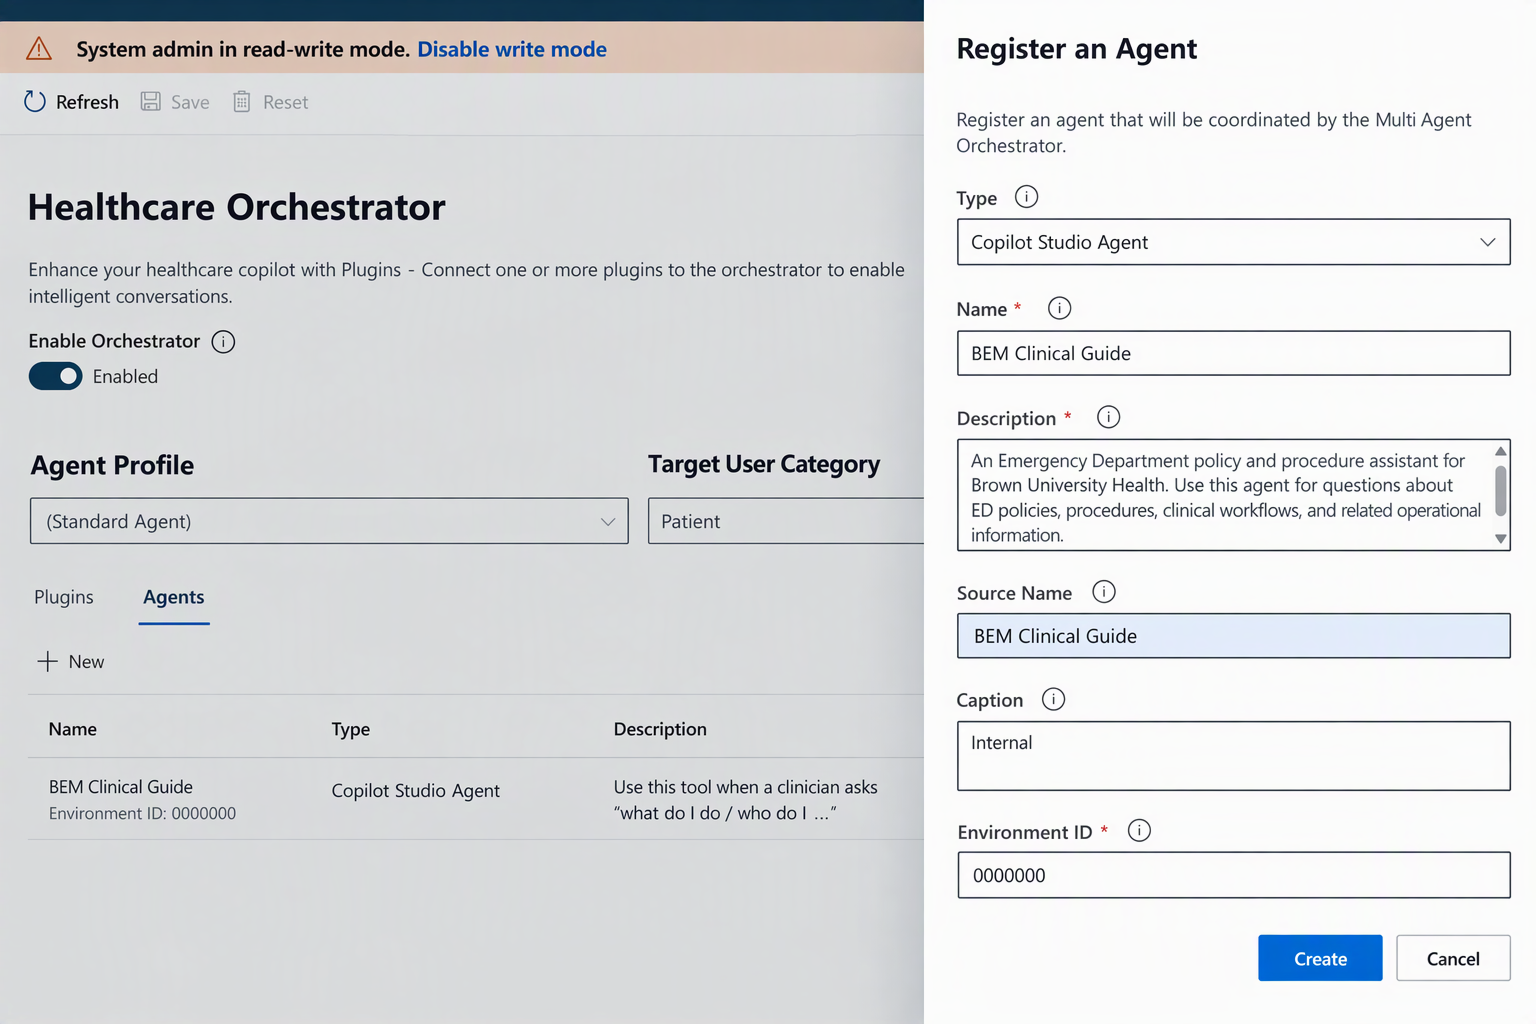 System admin in read-write mode. Disable write mode
Refresh Save Reset
Healthcare Orchestrator
Enhance your healthcare copilot with Plugins - Connect one or more plugins to the orchestrator to enable
intelligent conversations.
Enable Orchestrator
Enabled
Agent Profile
(Standard Agent)
Target User Category
Patient
Plugins Agents
New
Name Type Description
BEM Clinical Guide
Environment ID: 0000000
Copilot Studio Agent
Use this tool when a clinician asks
“what do I do / who do I ...”
Register an Agent
Register an agent that will be coordinated by the Multi Agent
Orchestrator.
Type
Copilot Studio Agent
Name *
BEM Clinical Guide
Description *
An Emergency Department policy and procedure assistant for
Brown University Health. Use this agent for questions about
ED policies, procedures, clinical workflows, and related operational
information.
Source Name
BEM Clinical Guide
Caption
Internal
Environment ID *
0000000
Create Cancel